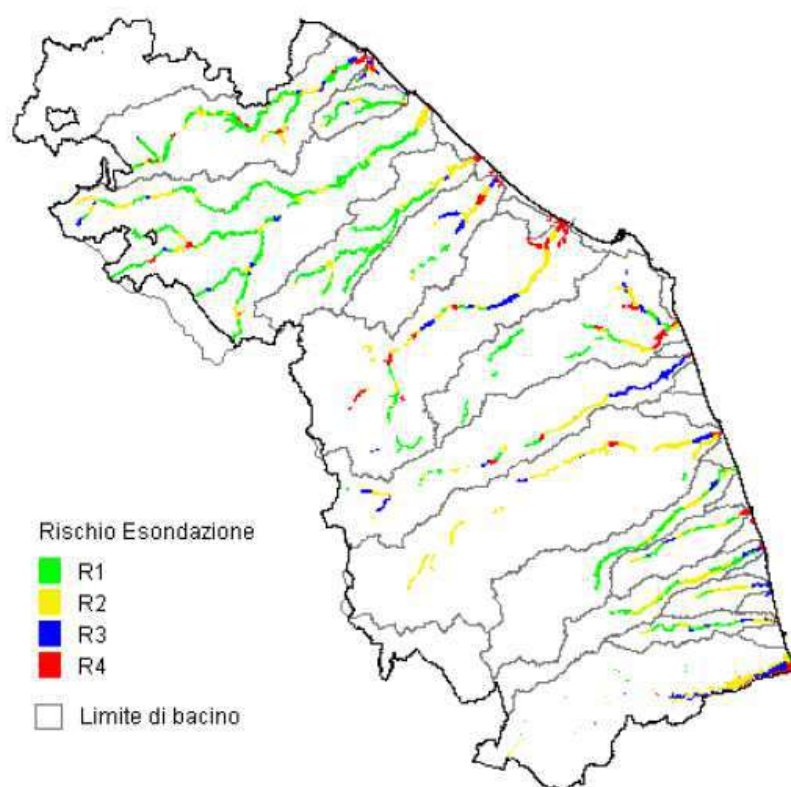 Rischio Esondazione
R1
R2
R3
R4
Limite di bacino